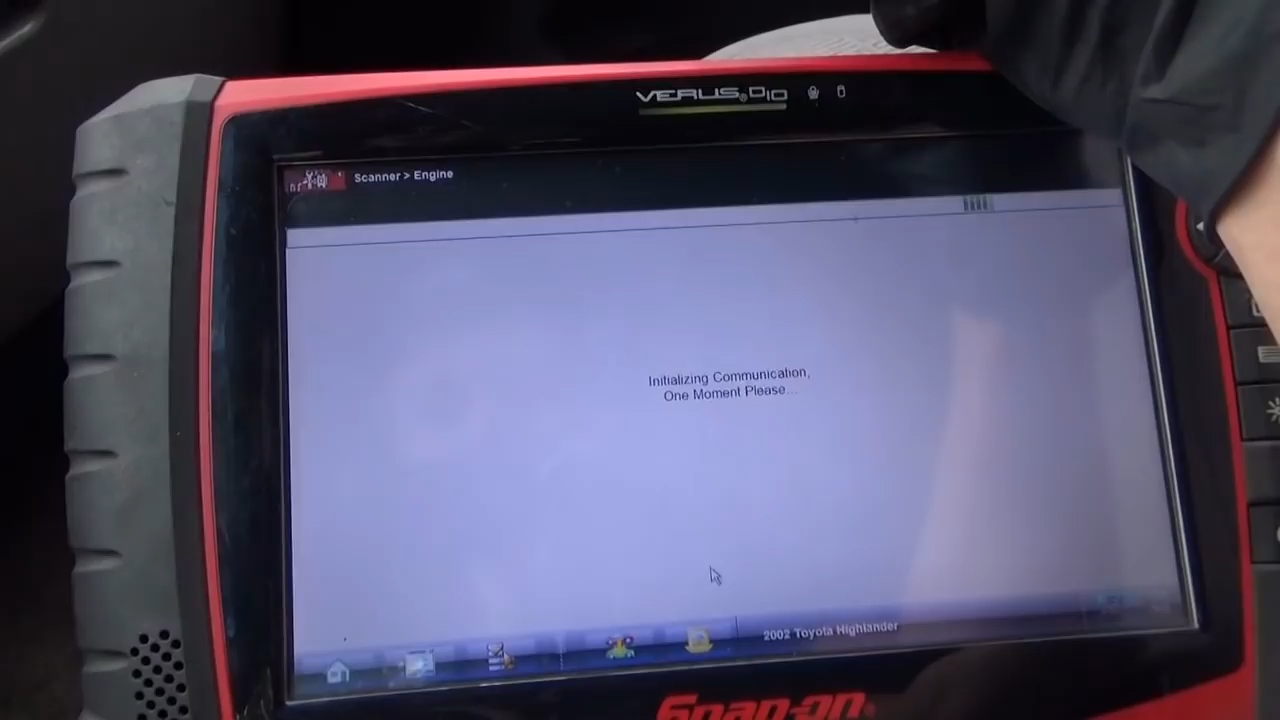 VERUS® D10
Scanner > Engine
Initializing Communication,
One Moment Please...
2002 Toyota Highlander
Snap-on®